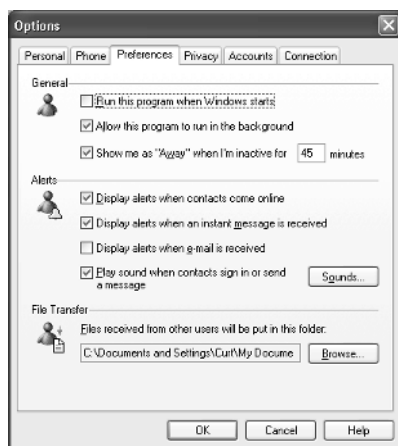 Options
Personal Phone Preferences Privacy Accounts Connection
General
Run this program when Windows starts
Allow this program to run in the background
Show me as "Away" when I'm inactive for 45 minutes
Alerts
Display alerts when contacts come online
Display alerts when an instant message is received
Display alerts when e-mail is received
Play sound when contacts sign in or send
a message
Sounds...
File Transfer
Files received from other users will be put in this folder:
C:\Documents and Settings\Curt\My Docume Browse...
OK Cancel Help